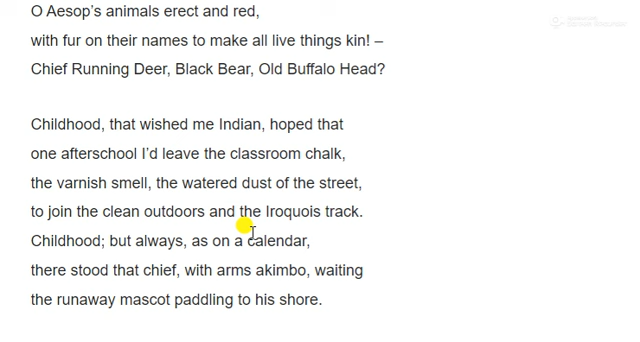 O Aesop's animals erect and red,
with fur on their names to make all live things kin! –
Chief Running Deer, Black Bear, Old Buffalo Head?
Childhood, that wished me Indian, hoped that
one afterschool I'd leave the classroom chalk,
the varnish smell, the watered dust of the street,
to join the clean outdoors and the Iroquois track.
Childhood; but always, as on a calendar,
there stood that chief, with arms akimbo, waiting
the runaway mascot paddling to his shore.